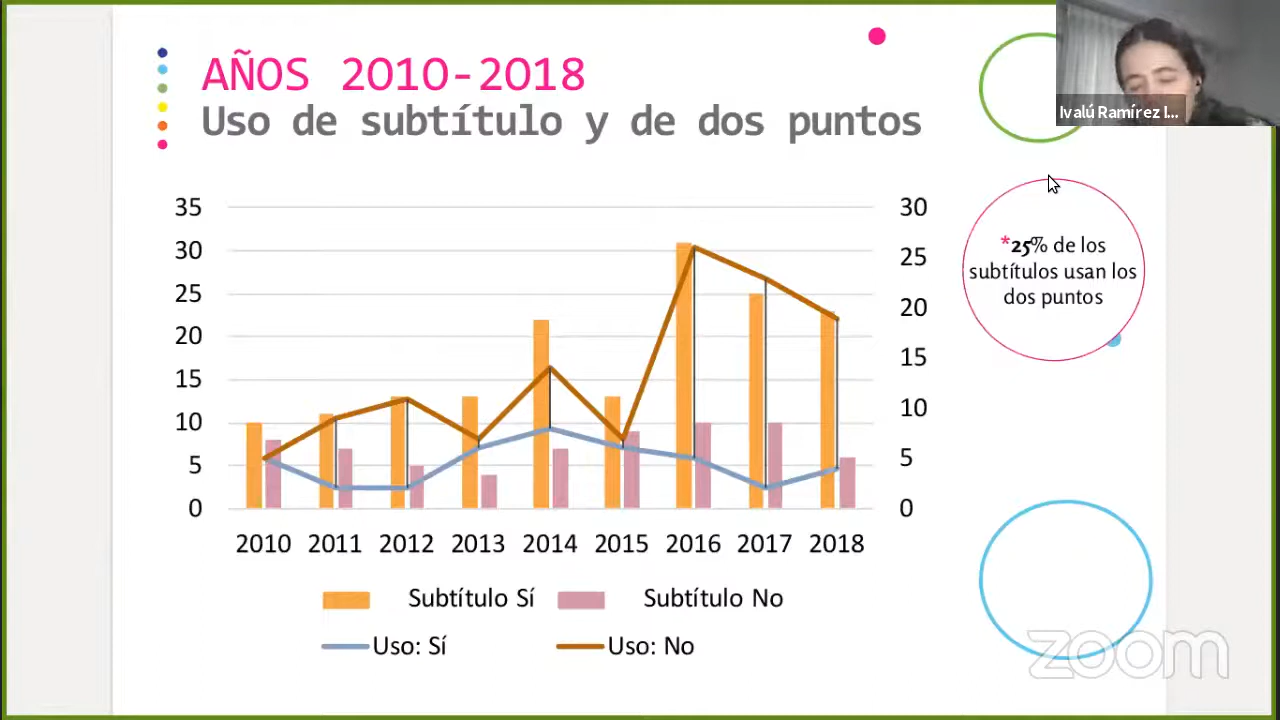 AÑOS 2010-2018
Uso de subtítulo y de dos puntos
Ivalú Ramírez I...
*25% de los
subtítulos usan los
dos puntos
35
30
25
20
15
10
5
0
30
25
20
15
10
5
0
2010 2011 2012 2013 2014 2015 2016 2017 2018
Subtítulo Sí Subtítulo No
Uso: Sí Uso: No
zoom